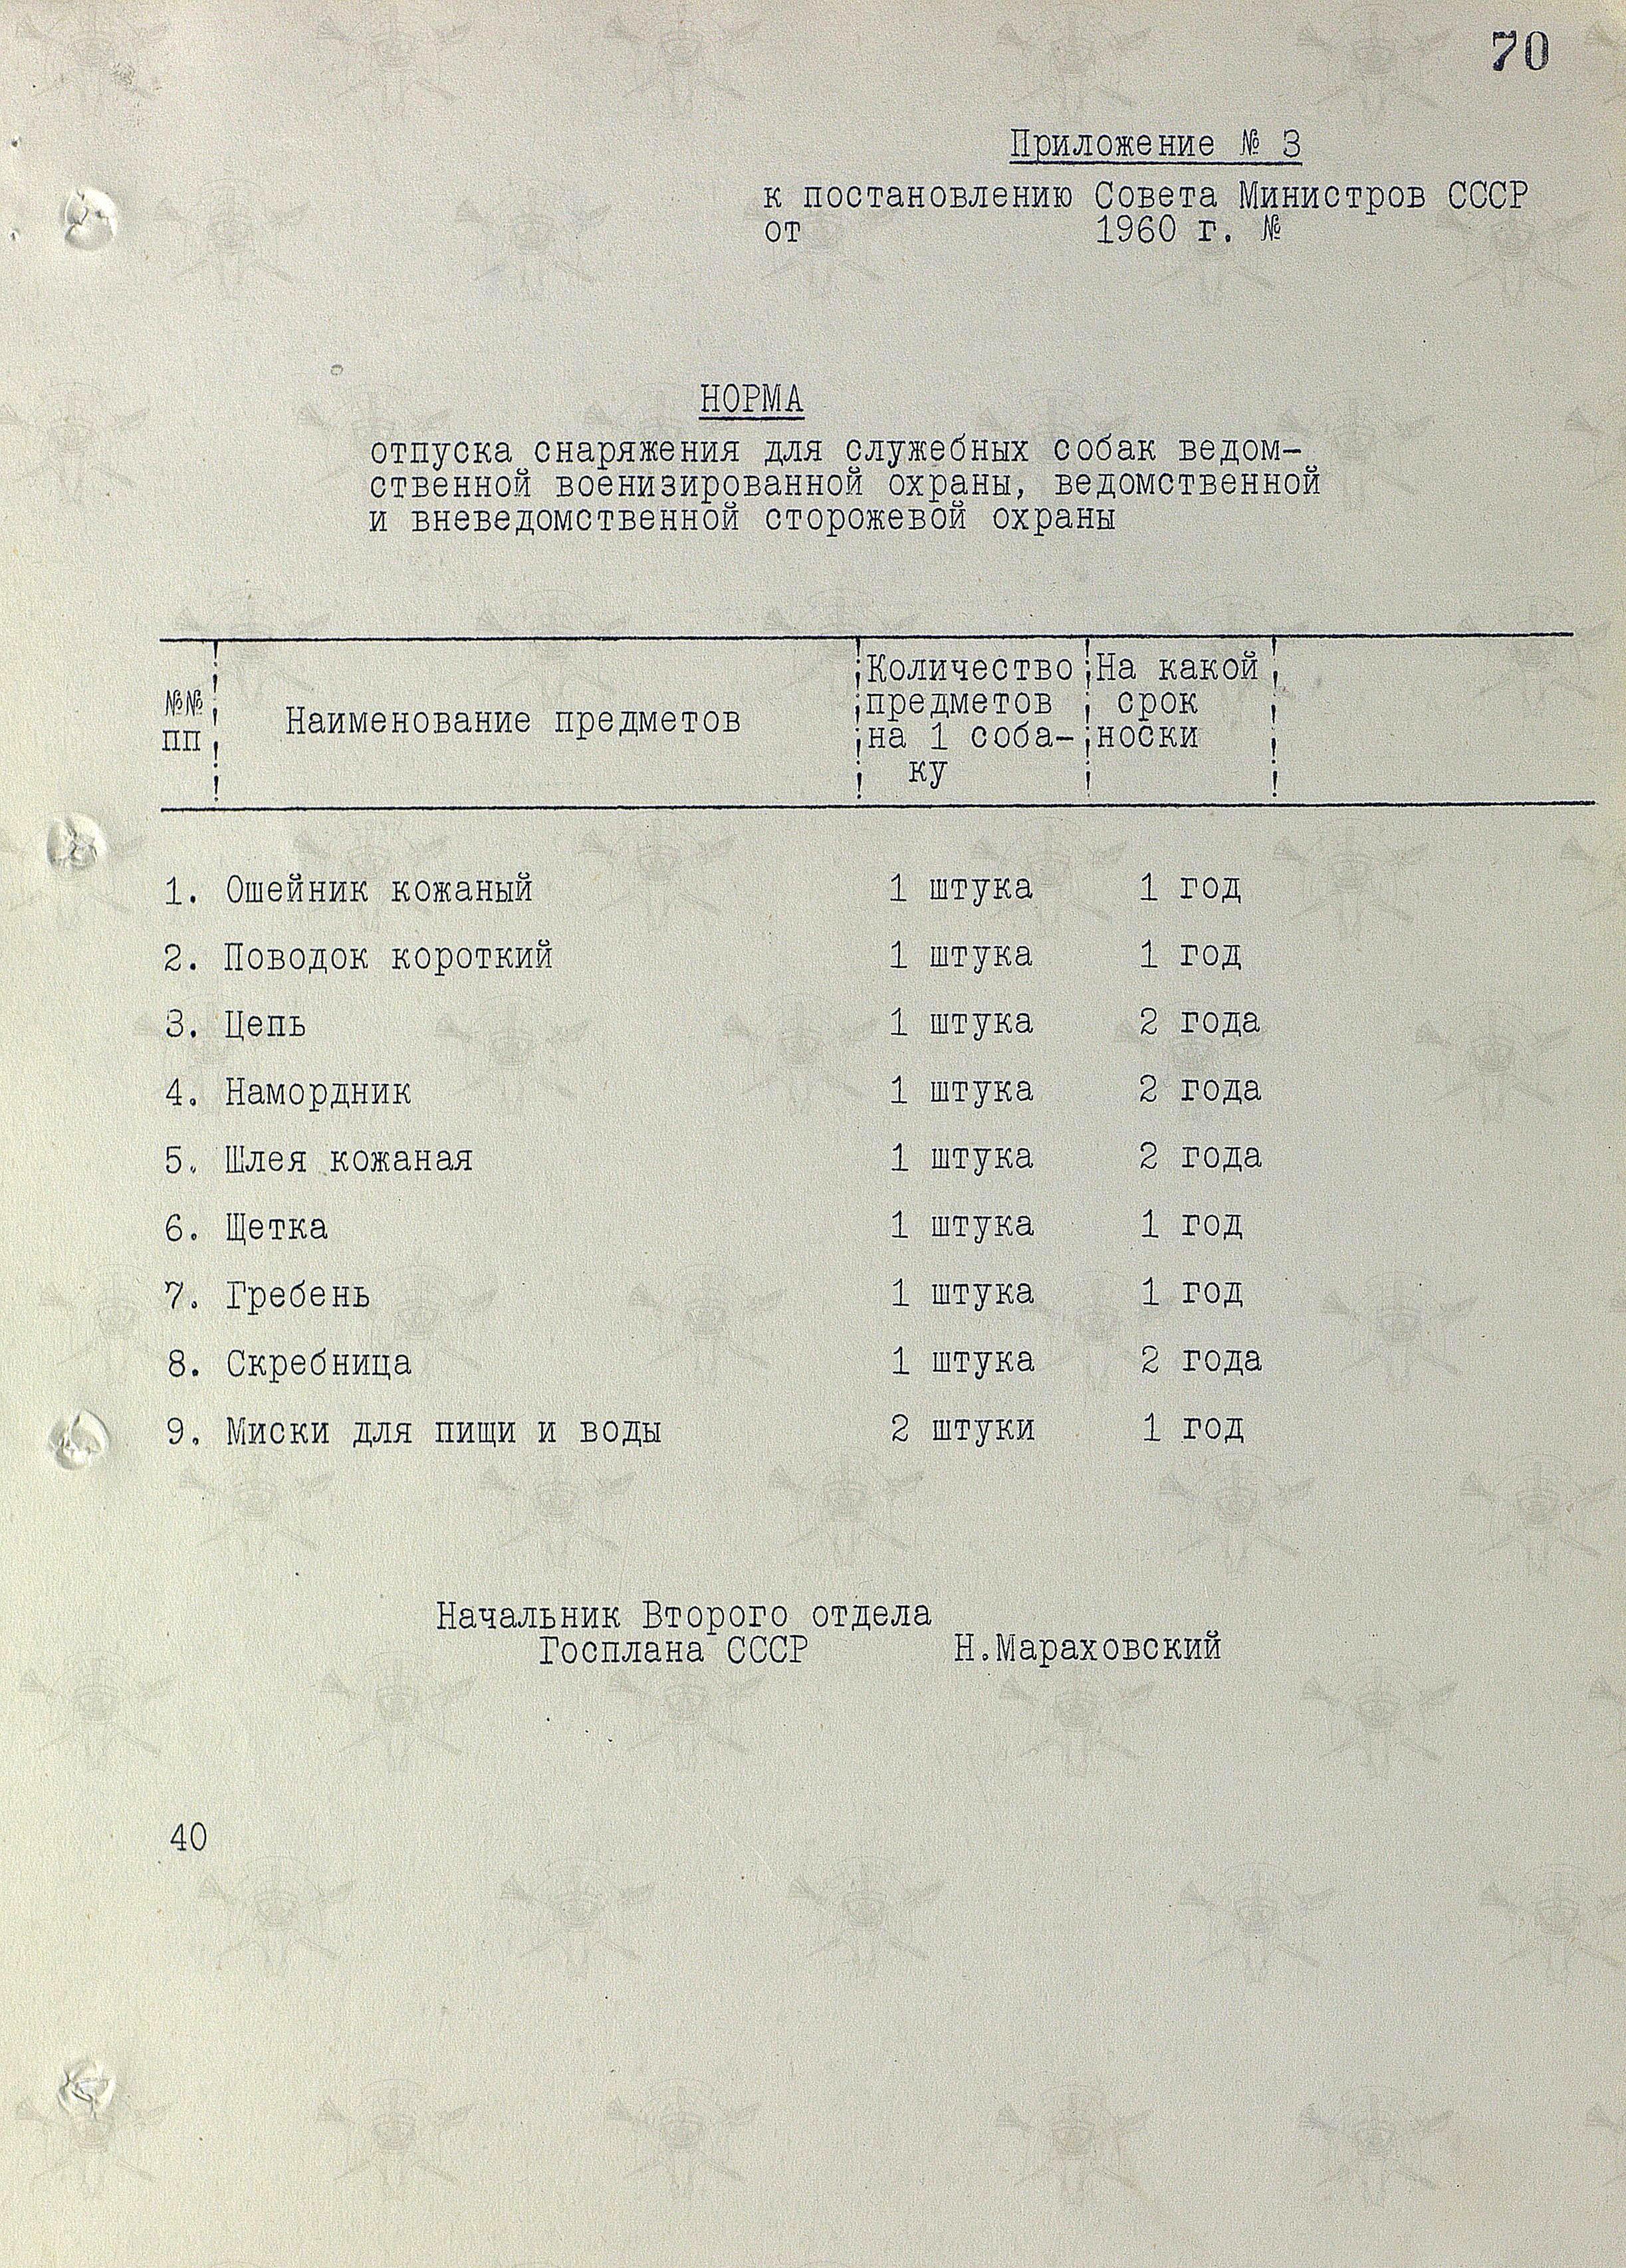 70
Приложение № 3
к постановлению Совета Министров СССР
от 1960 г. №
НОРМА
отпуска снаряжения для служебных собак ведом-
ственной военизированной охраны, ведомственной
и вневедомственной сторожевой охраны
№№ пп ! Наименование предметов ! Количество предметов на 1 соба-ку ! На какой срок носки !
1. Ошейник кожаный 1 штука 1 год
2. Поводок короткий 1 штука 1 год
3. Цепь 1 штука 2 года
4. Намордник 1 штука 2 года
5. Шлея кожаная 1 штука 2 года
6. Щетка 1 штука 1 год
7. Гребень 1 штука 1 год
8. Скребница 1 штука 2 года
9. Миски для пищи и воды 2 штуки 1 год
Начальник Второго отдела
Госплана СССР Н.Мараховский
40